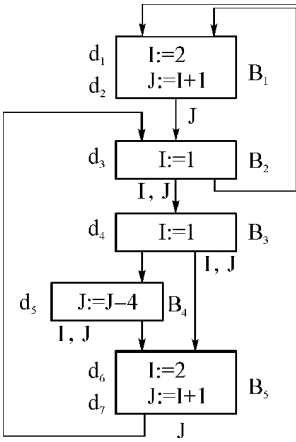 d₁ I:=2
d₂ J:=I+1 B₁
J
d₃ I:=1 B₂
I, J
d₄ I:=1 B₃
I, J
d₅ J:=J−4 B₄
I, J
d₆ I:=2
d₇ J:=I+1 B₅
J